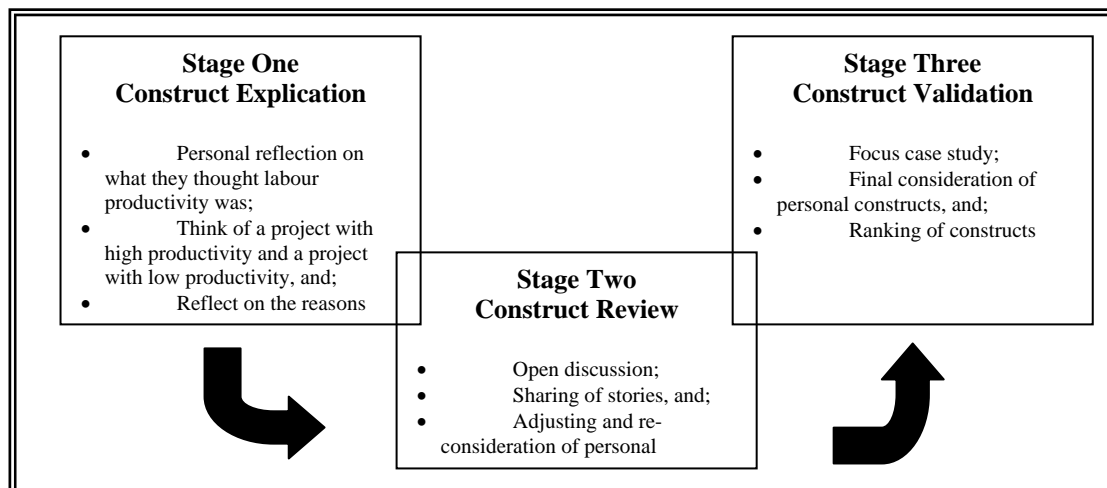 Stage One
Construct Explication
• Personal reflection on
what they thought labour
productivity was;
• Think of a project with
high productivity and a project
with low productivity, and;
• Reflect on the reasons
Stage Two
Construct Review
• Open discussion;
• Sharing of stories, and;
• Adjusting and re-
consideration of personal
Stage Three
Construct Validation
• Focus case study;
• Final consideration of
personal constructs, and;
• Ranking of constructs